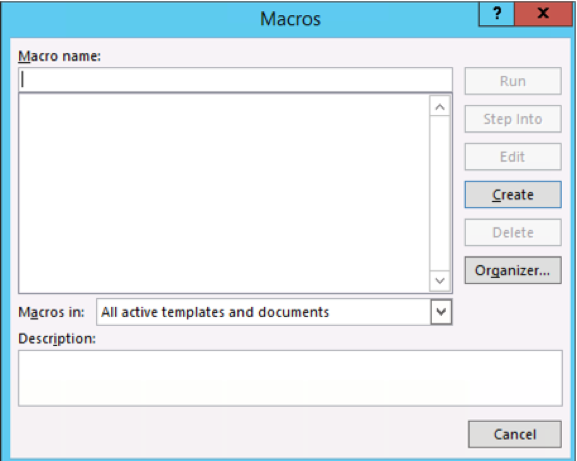 Macros
? x
Macro name:
Run
Step Into
Edit
Create
Delete
Organizer...
Macros in: All active templates and documents
Description:
Cancel